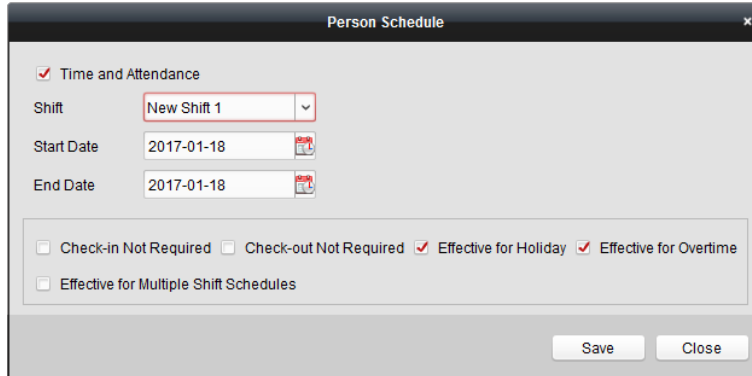 Person Schedule
Time and Attendance
Shift New Shift 1
Start Date 2017-01-18
End Date 2017-01-18
Check-in Not Required Check-out Not Required Effective for Holiday Effective for Overtime
Effective for Multiple Shift Schedules
Save Close